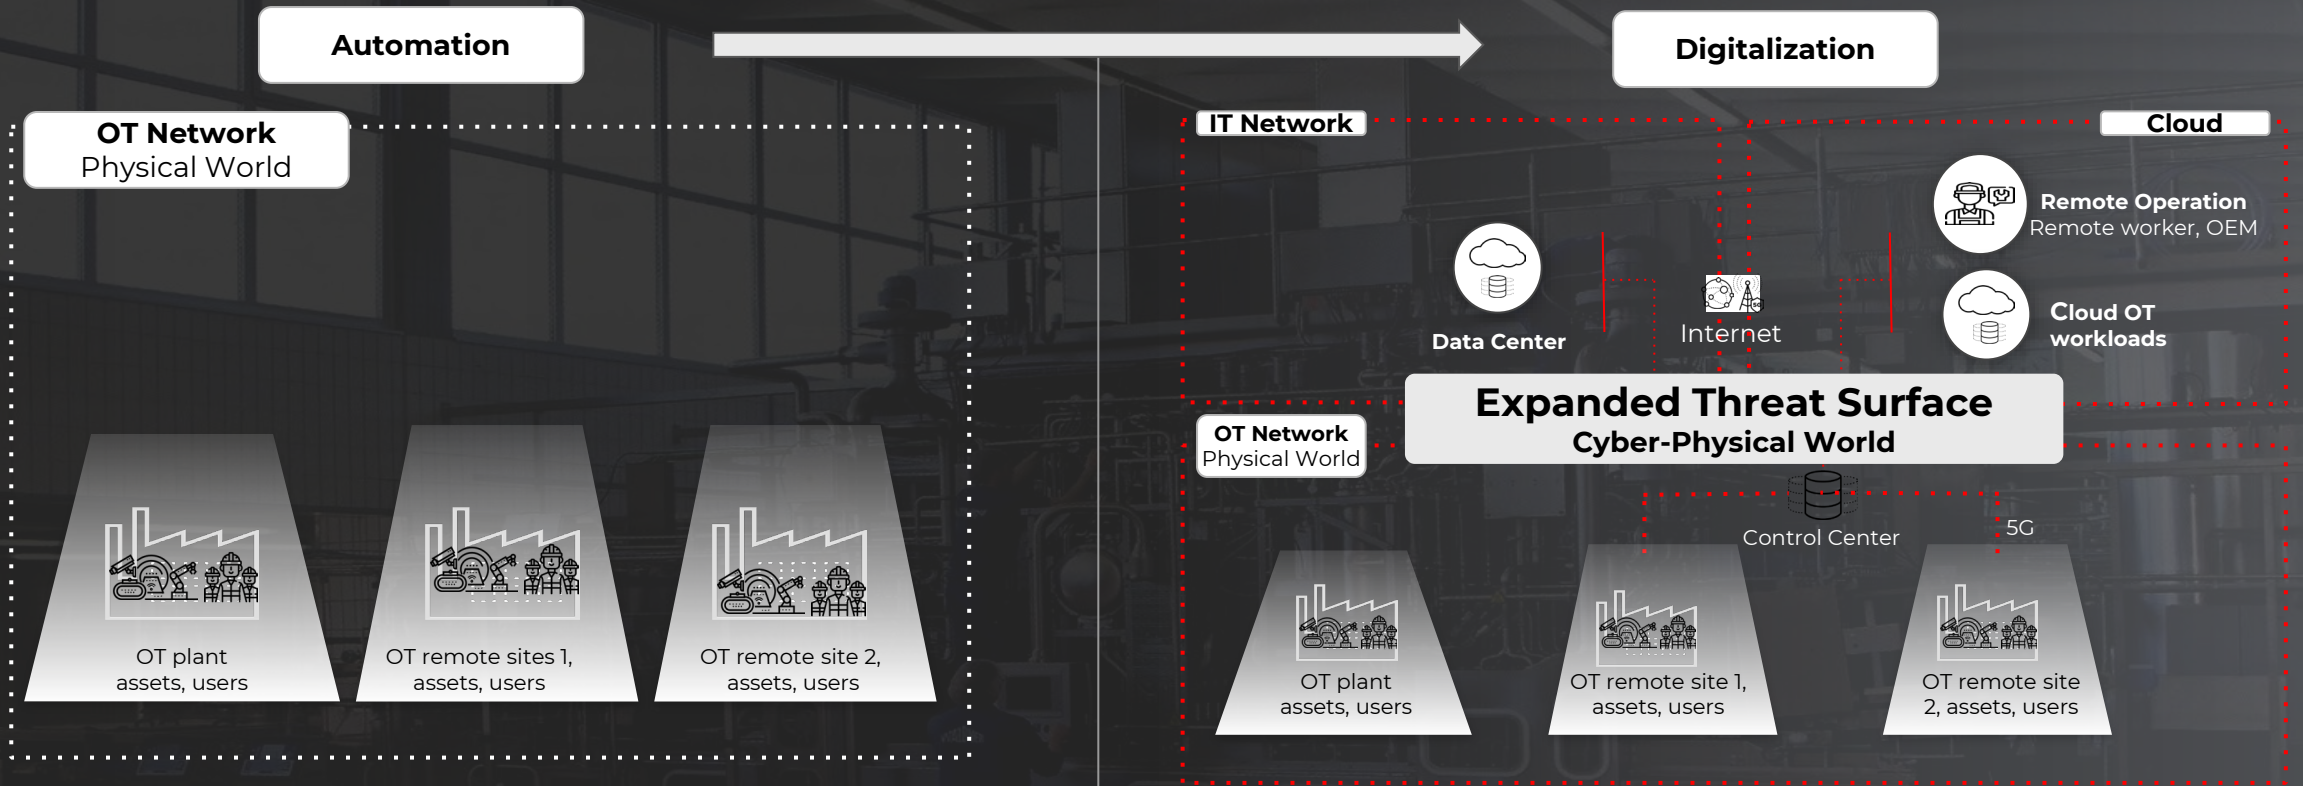 Automation
Digitalization
OT Network
Physical World
OT plant
assets, users
OT remote sites 1,
assets, users
OT remote site 2,
assets, users
IT Network
Cloud
Remote Operation
Remote worker, OEM
Data Center
Internet
Cloud OT
workloads
Expanded Threat Surface
Cyber-Physical World
OT Network
Physical World
Control Center
5G
OT plant
assets, users
OT remote site 1,
assets, users
OT remote site
2, assets, users